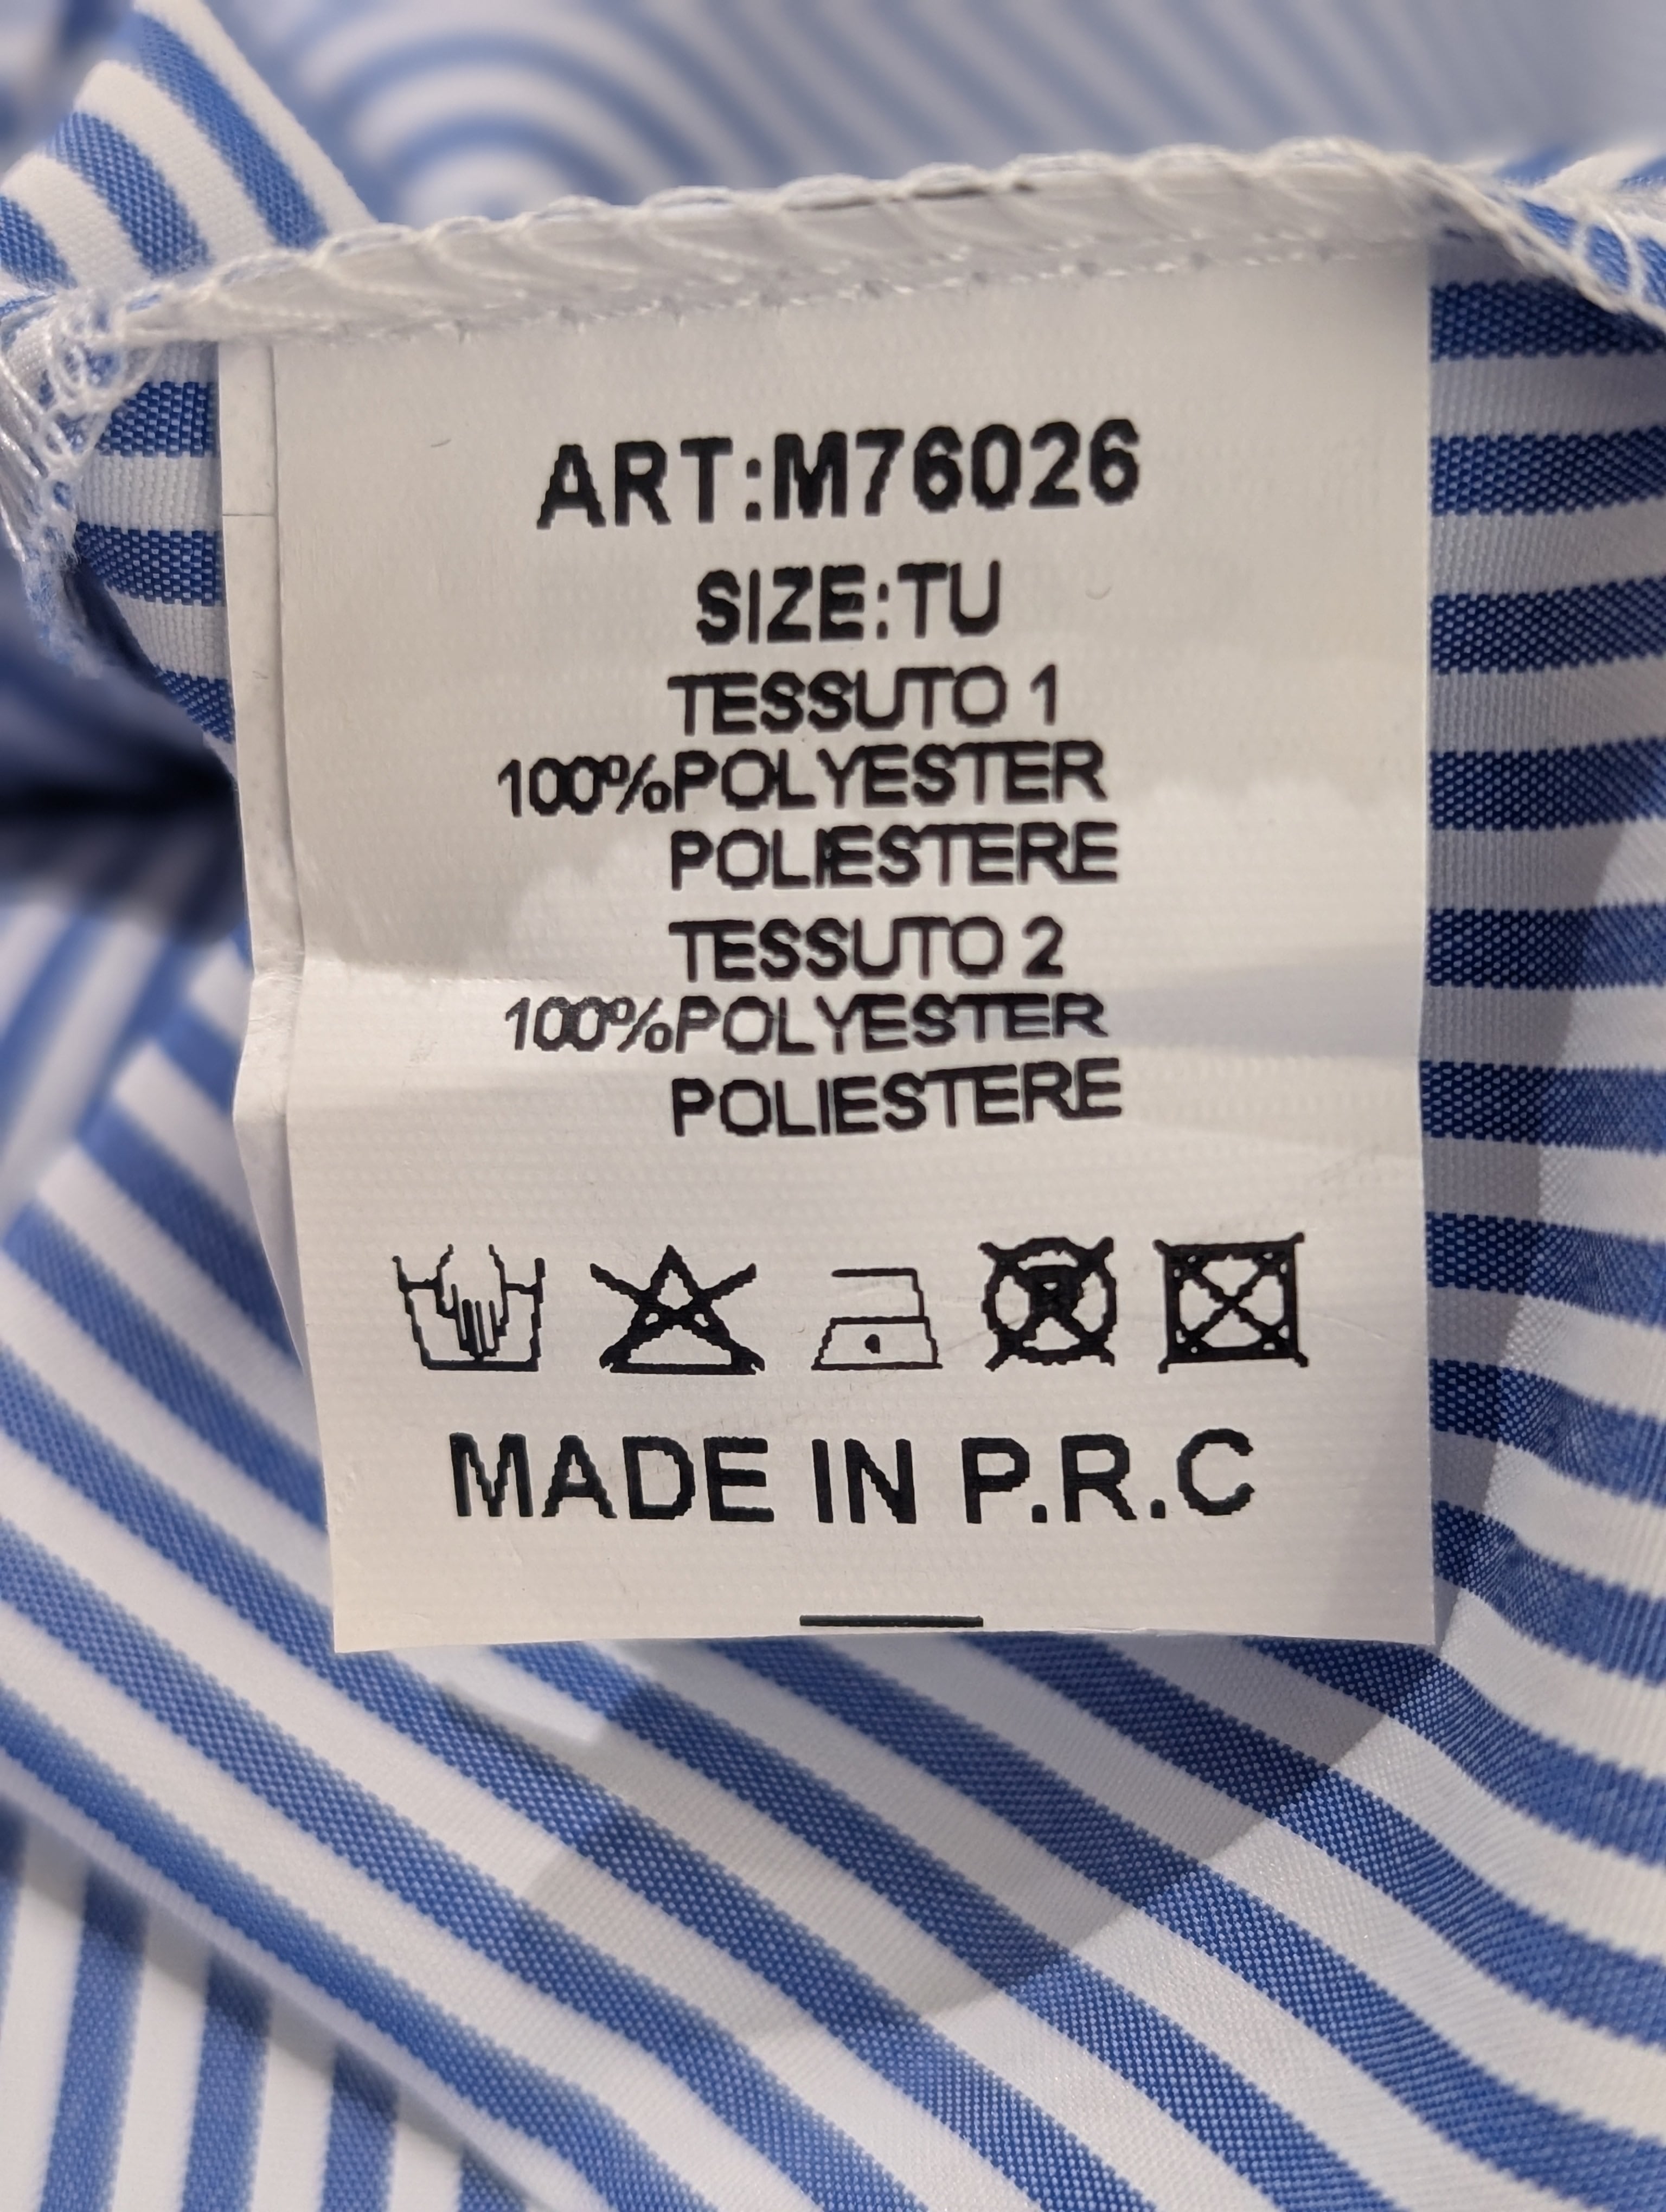 ART:M76026
SIZE:TU
TESSUTO 1
100%POLYESTER
POLIESTERE
TESSUTO 2
100%POLYESTER
POLIESTERE
MADE IN P.R.C